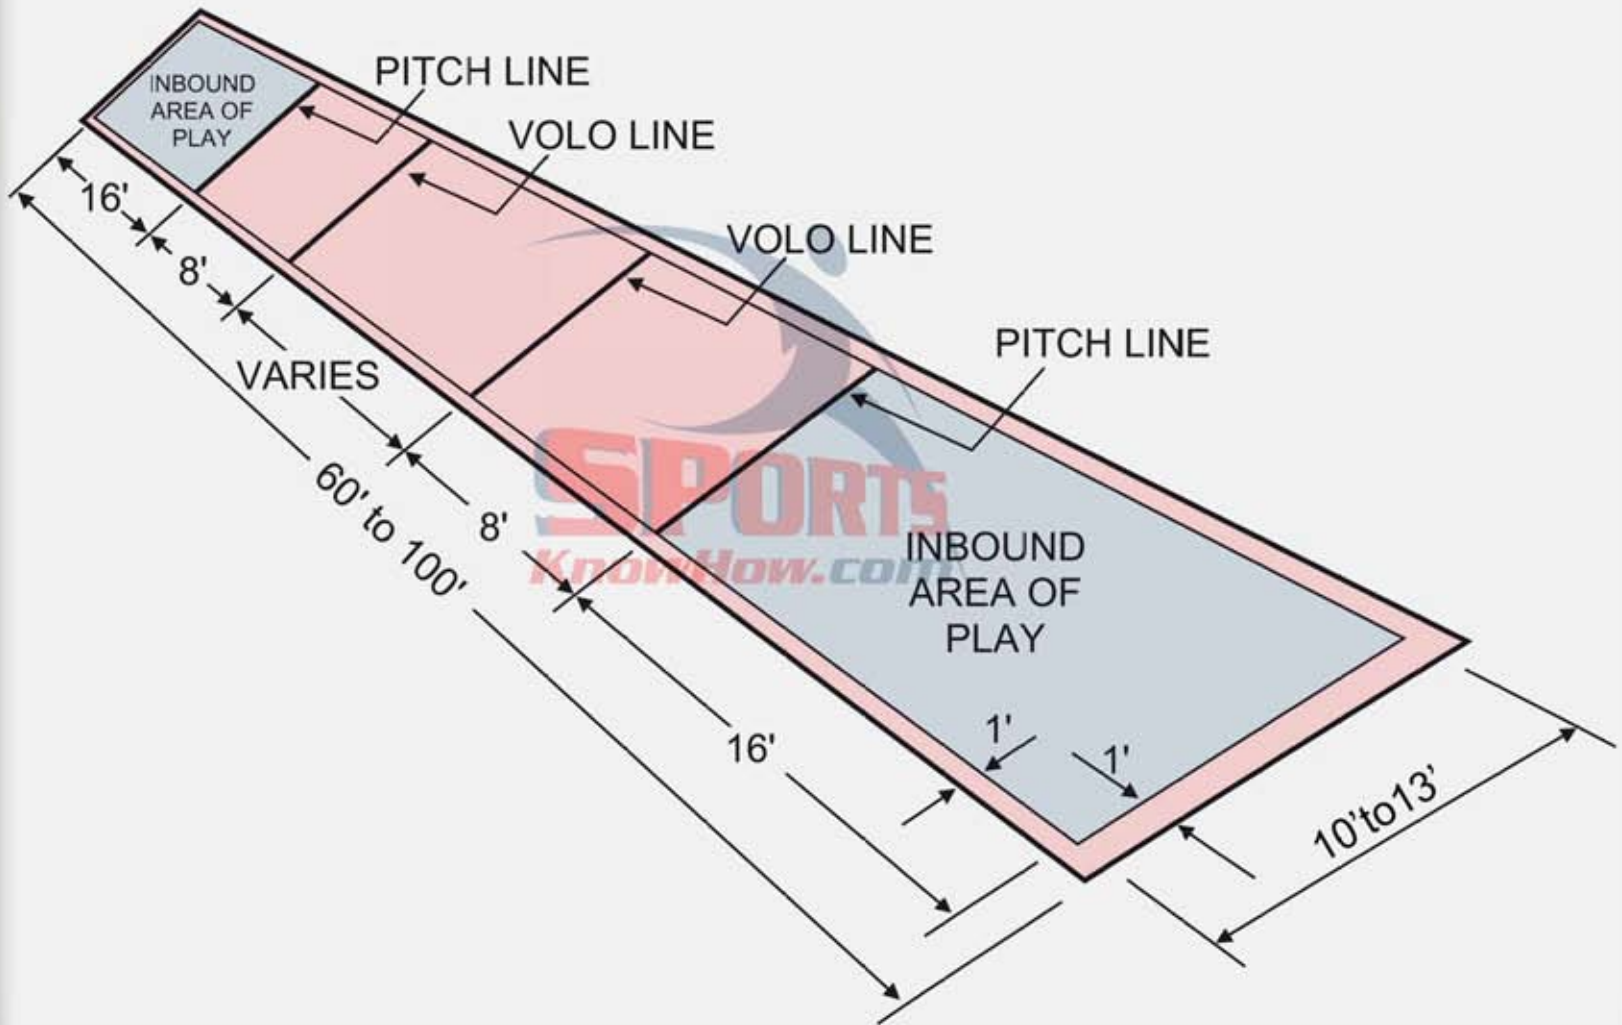 INBOUND
AREA OF
PLAY
PITCH LINE
VOLO LINE
VOLO LINE
PITCH LINE
16'
8'
VARIES
60' to 100'
8'
16'
SPORTS
KnowHow.com
INBOUND
AREA OF
PLAY
1'
1'
10'to13'